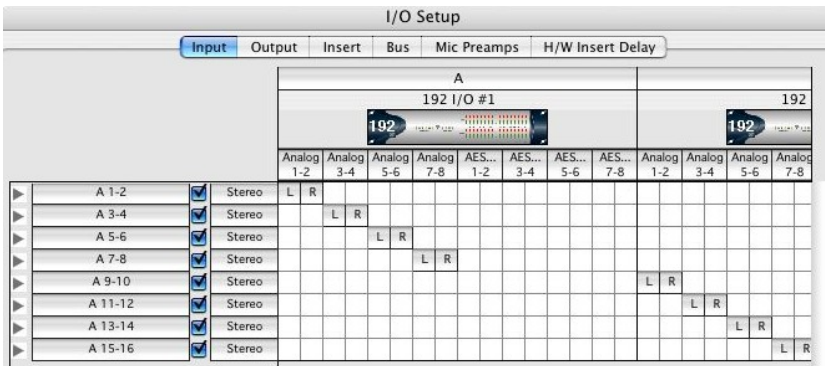 I/O Setup
Input Output Insert Bus Mic Preamps H/W Insert Delay
A
192 I/O #1 192
192 192
Analog Analog Analog Analog AES... AES... AES... AES... Analog Analog Analog Analog
1-2 3-4 5-6 7-8 1-2 3-4 5-6 7-8 1-2 3-4 5-6 7-8
A 1-2 Stereo L R
A 3-4 Stereo L R
A 5-6 Stereo L R
A 7-8 Stereo L R
A 9-10 Stereo L R
A 11-12 Stereo L R
A 13-14 Stereo L R
A 15-16 Stereo L R